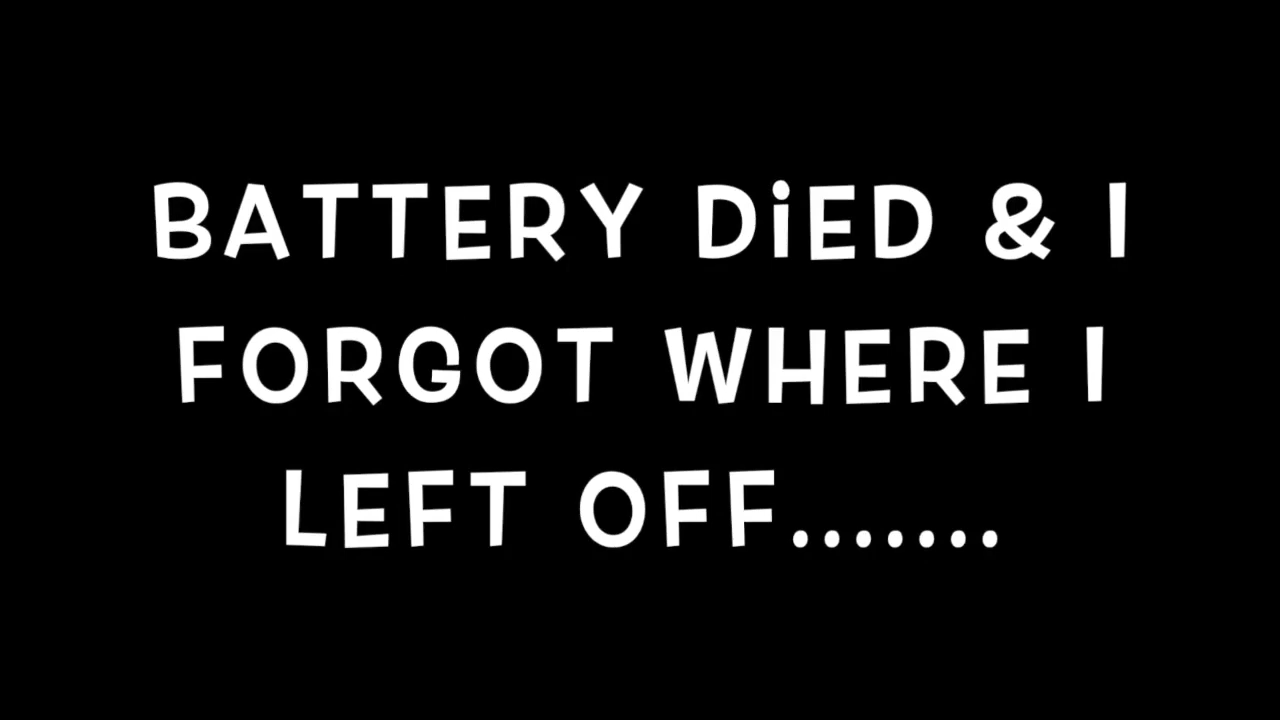 BATTERY DiED & I
FORGOT WHERE I
LEFT OFF.......